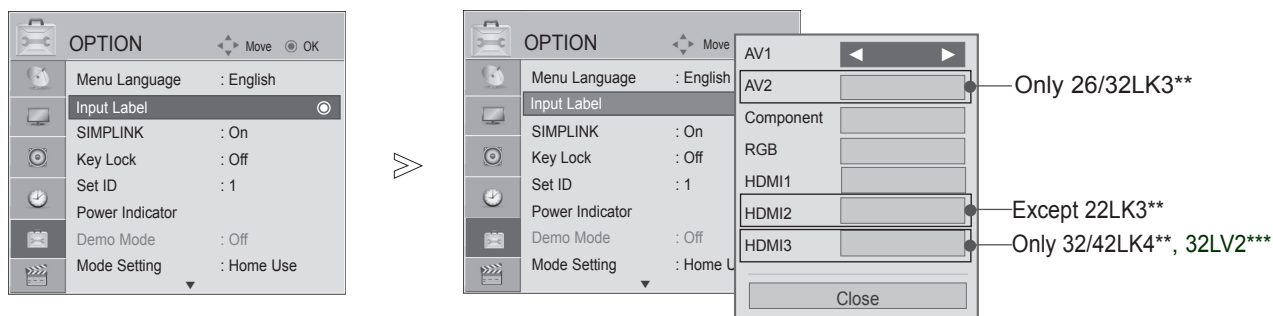 OPTION
Move OK
Menu Language : English
Input Label
SIMPLINK : On
Key Lock : Off
Set ID : 1
Power Indicator
Demo Mode : Off
Mode Setting : Home Use
OPTION
Move
Menu Language : English
Input Label
SIMPLINK : On
Key Lock : Off
Set ID : 1
Power Indicator
Demo Mode : Off
Mode Setting : Home U
AV1
AV2
Only 26/32LK3**
Component
RGB
HDMI1
HDMI2
Except 22LK3**
HDMI3
Only 32/42LK4**, 32LV2***
Close